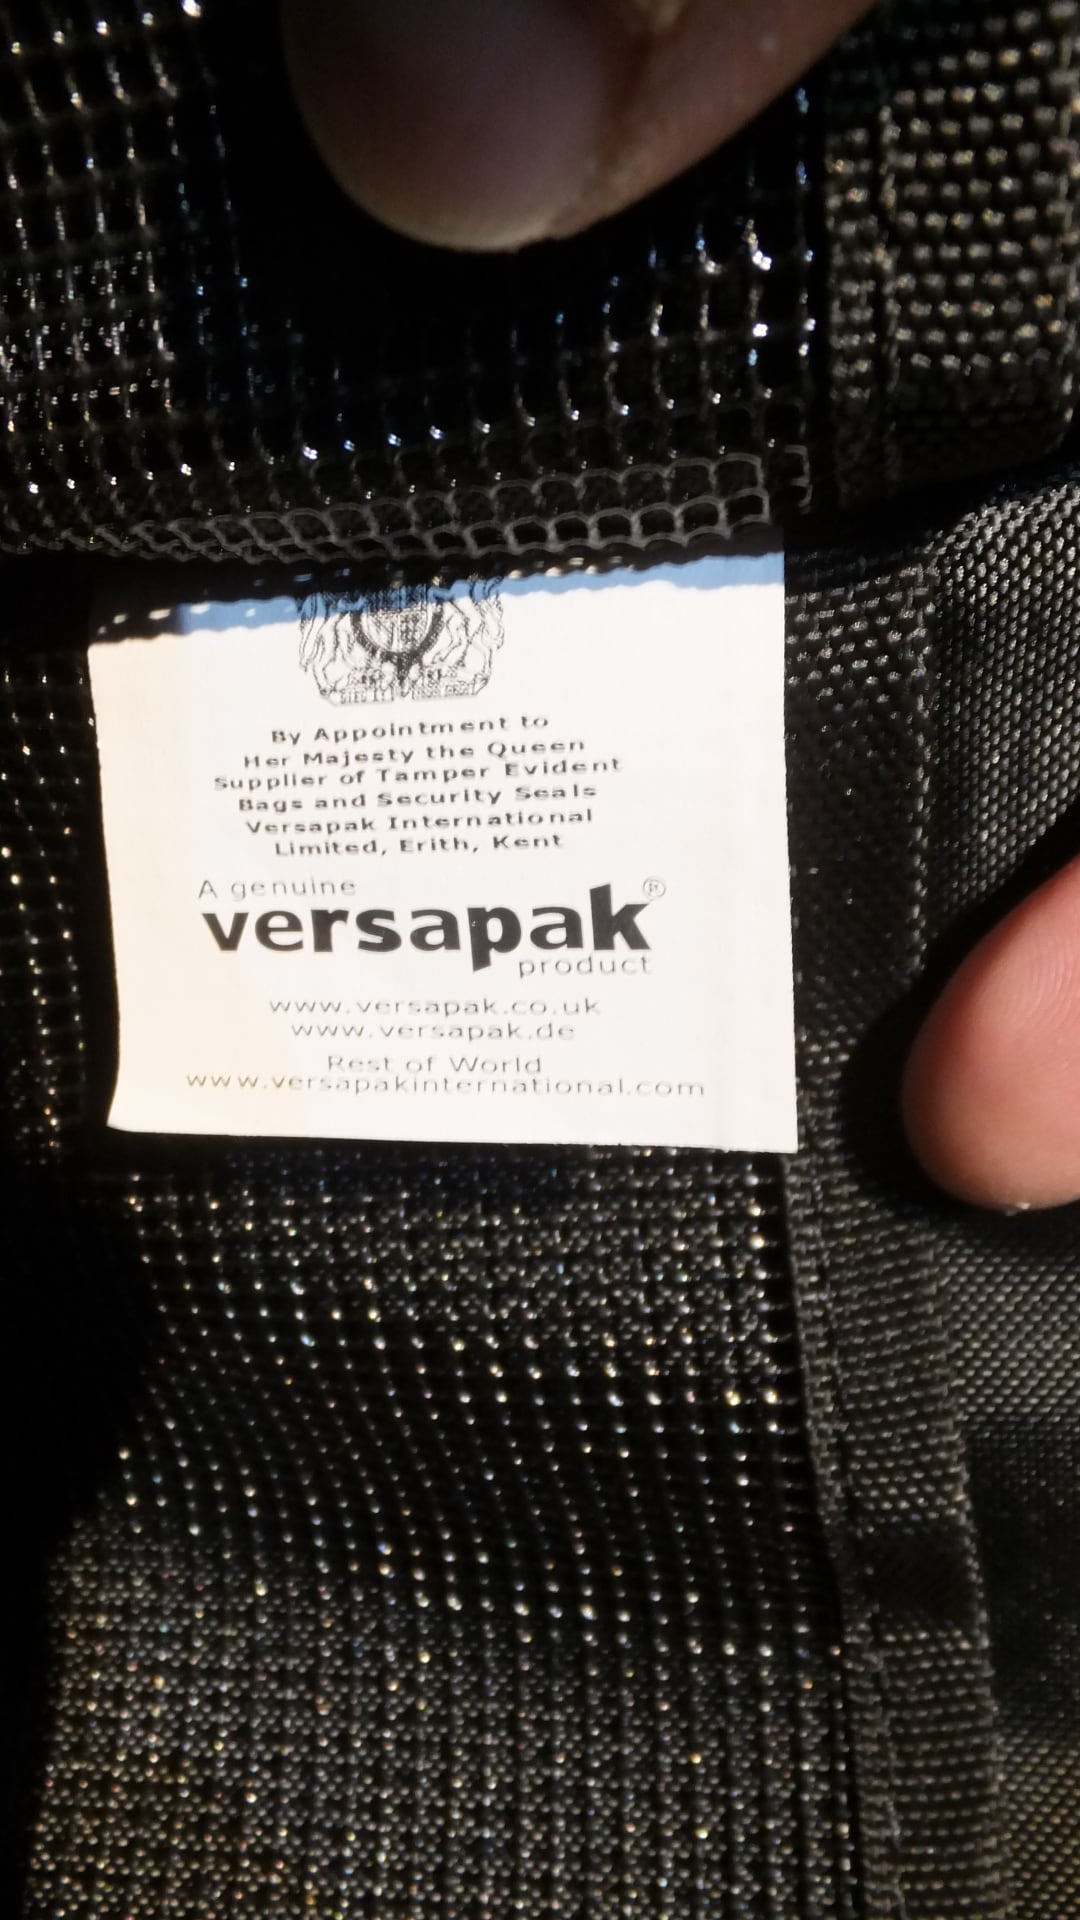 By Appointment to
Her Majesty the Queen
Supplier of Tamper Evident
Bags and Security Seals
Versapak International
Limited, Erith, Kent
A genuine
versapak®
product
www.versapak.co.uk
www.versapak.de
Rest of World
www.versapakinternational.com